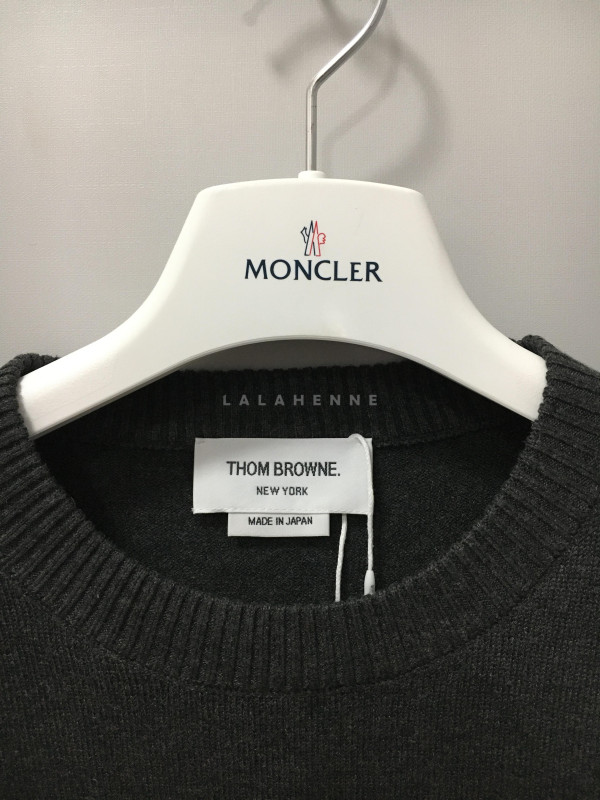 MONCLER
LALAHENNE
THOM BROWNE.
NEW YORK
MADE IN JAPAN